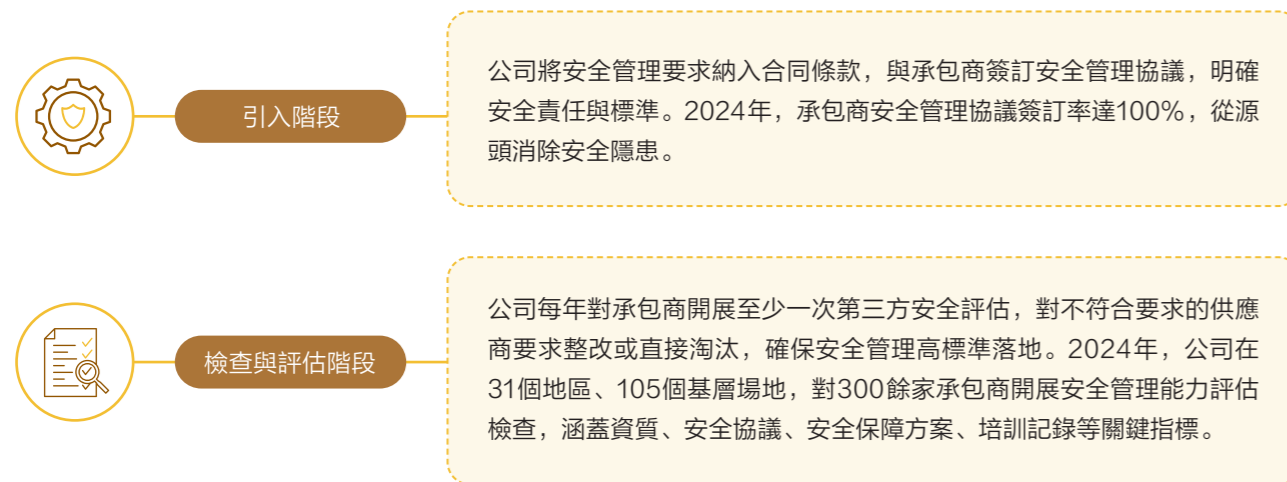 引入階段
公司將安全管理要求納入合同條款，與承包商簽訂安全管理協議，明確
安全責任與標準。2024年，承包商安全管理協議簽訂率達100%，從源
頭消除安全隱患。
檢查與評估階段
公司每年對承包商開展至少一次第三方安全評估，對不符合要求的供應
商要求整改或直接淘汰，確保安全管理高標準落地。2024年，公司在
31個地區、105個基層場地，對300餘家承包商開展安全管理能力評估
檢查，涵蓋資質、安全協議、安全保障方案、培訓記錄等關鍵指標。